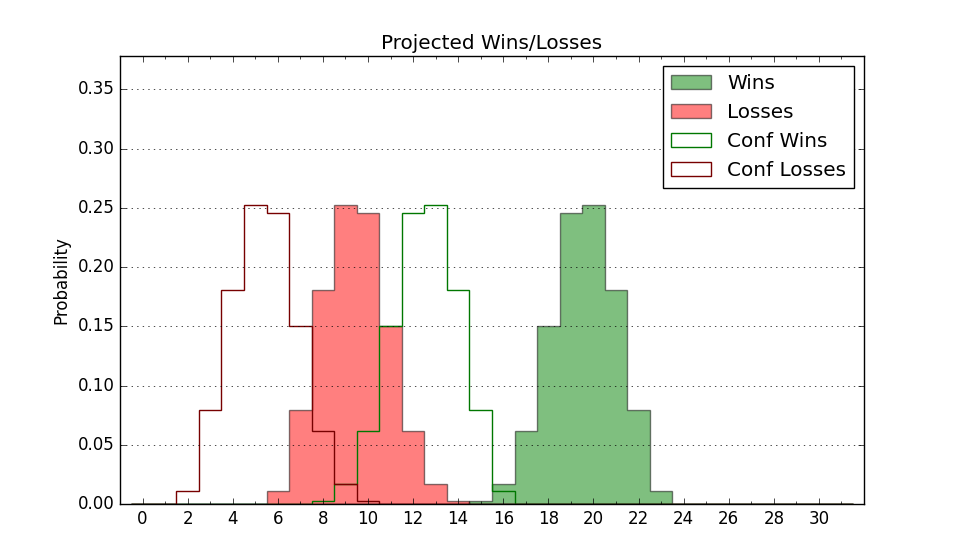 Projected Wins/Losses
Wins
Losses
Conf Wins
Conf Losses
Probability
0.35
0.30
0.25
0.20
0.15
0.10
0.05
0.00
0 2 4 6 8 10 12 14 16 18 20 22 24 26 28 30